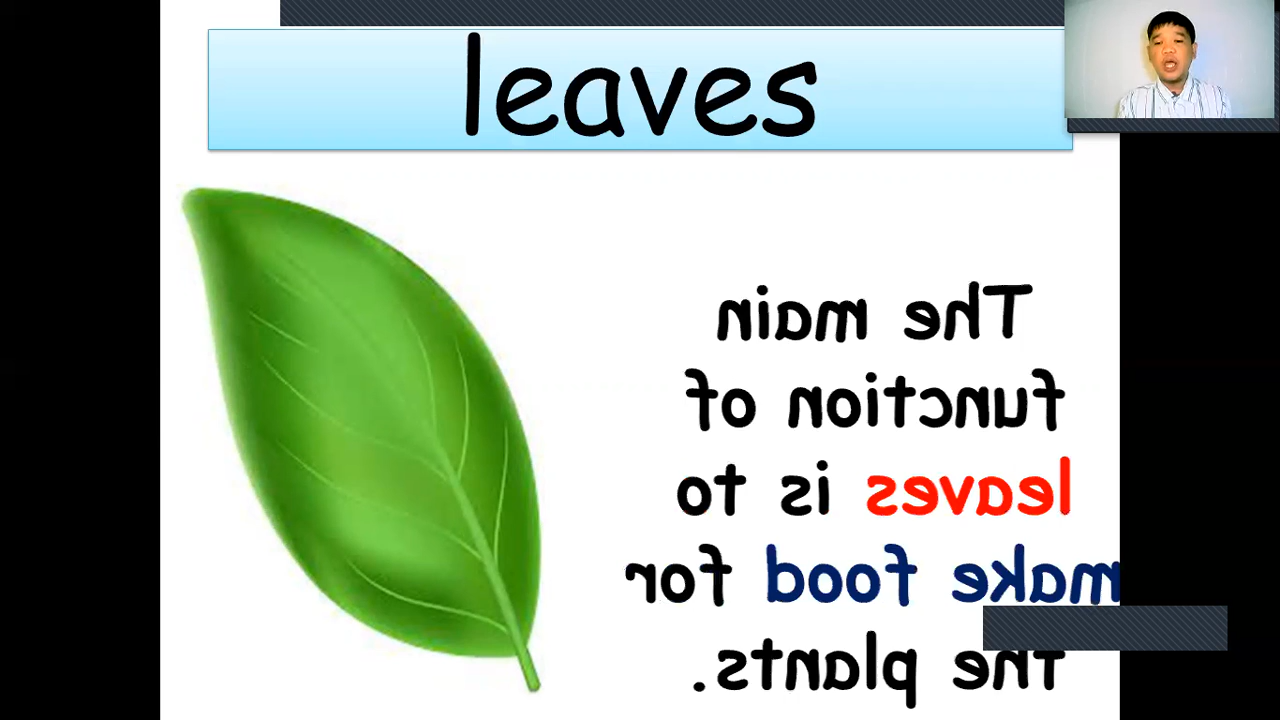 leaves
The main
function of
leaves is to
make food for
the plants.